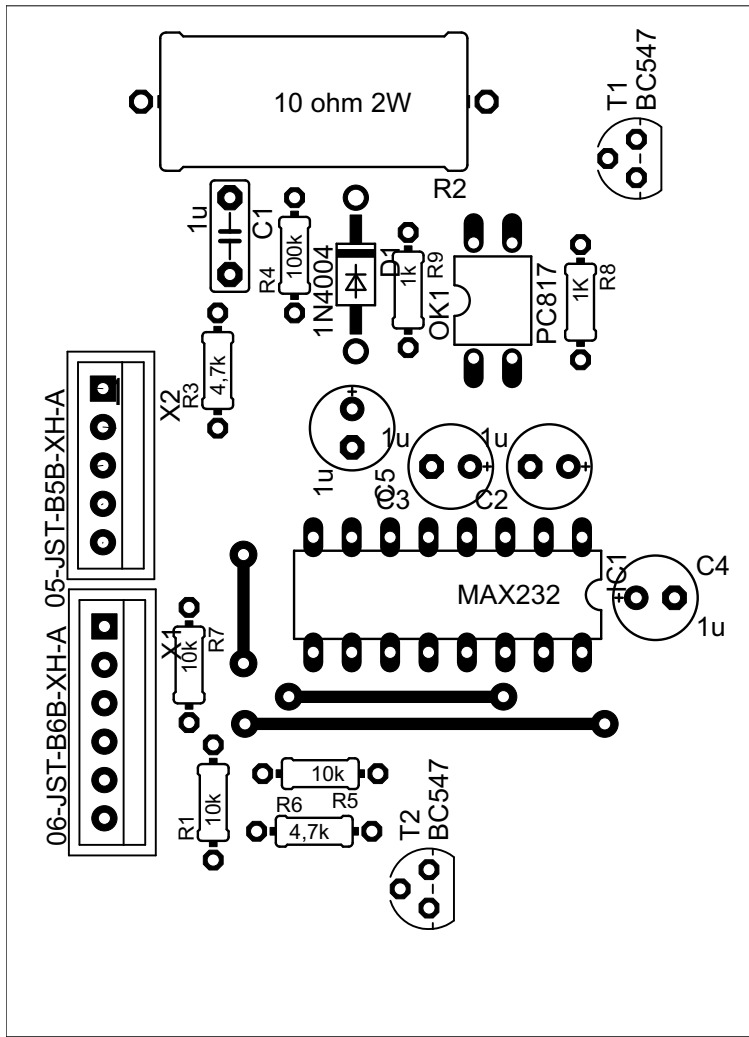 10 ohm 2W
T1
BC547
R2
1u
C1
R4
100k
1N4004
D1
1k
R9
OK1
PC817
1K
R8
X2
R3
4,7k
05-JST-B5B-XH-A
+
1u
C5
1u
C3
+
1u
C2
+
MAX232
IC1
+
C4
1u
06-JST-B6B-XH-A
X1
10k
R7
R1
10k
10k
R5
R6
4,7k
T2
BC547